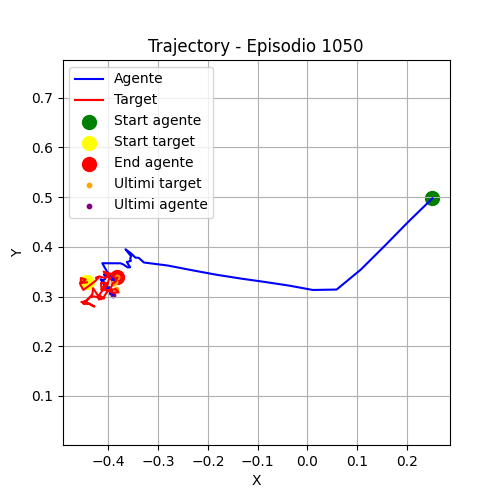 Trajectory - Episodio 1050
Agente
Target
Start agente
Start target
End agente
Ultimi target
Ultimi agente
Y
0.7
0.6
0.5
0.4
0.3
0.2
0.1
−0.4
−0.3
−0.2
−0.1
0.0
0.1
0.2
X